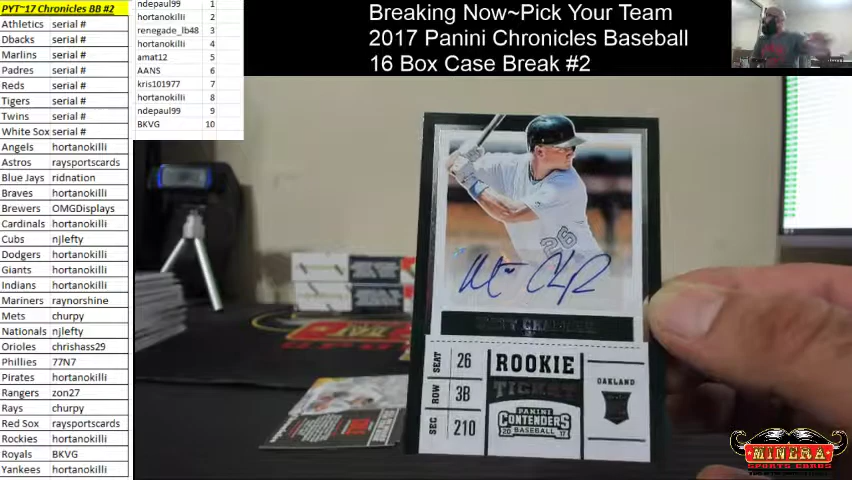 PYT~17 Chronicles BB #2
Athletics serial #
Dbacks serial #
Marlins serial #
Padres serial #
Reds serial #
Tigers serial #
Twins serial #
White Sox serial #
Angels hortanokilli
Astros raysportscards
Blue Jays ridnation
Braves hortanokilli
Brewers OMGDisplays
Cardinals hortanokilli
Cubs njlefty
Dodgers hortanokilli
Giants hortanokilli
Indians hortanokilli
Mariners raynorshine
Mets churpy
Nationals njlefty
Orioles chrishass29
Phillies 77N7
Pirates hortanokilli
Rangers zon27
Rays churpy
Red Sox raysportscards
Rockies hortanokilli
Royals BKVG
Yankees hortanokilli
ndepaul99 1
hortanokilli 2
renegade_lb48 3
hortanokilli 4
amat12 5
AANS 6
kris101977 7
hortanokilli 8
ndepaul99 9
BKVG 10
Breaking Now~Pick Your Team
2017 Panini Chronicles Baseball
16 Box Case Break #2
26
SEAT 26
ROW 3B
SEC 210
ROOKIE
TICKET
PANINI
CONTENDERS
20 BASEBALL 17
OAKLAND
3B
MINERA
SPORTS CARDS